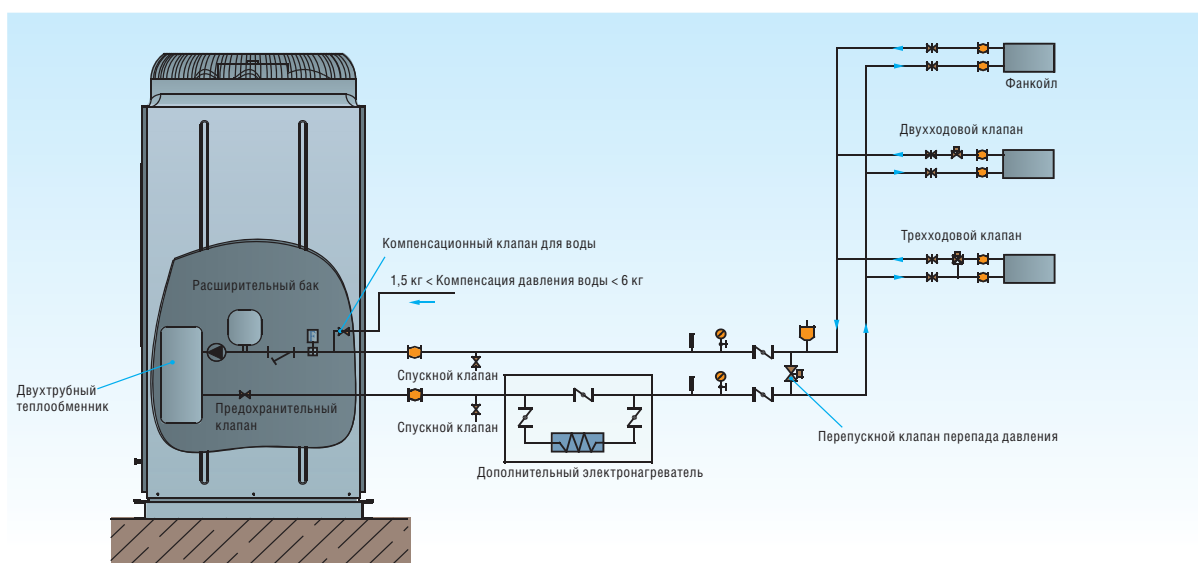 Фанкойл
Двухходовой клапан
Трехходовой клапан
Компенсационный клапан для воды
1,5 кг < Компенсация давления воды < 6 кг
Расширительный бак
Двухтрубный
теплообменник
Предохранительный
клапан
Спускной клапан
Спускной клапан
Перепускной клапан перепада давления
Дополнительный электронагреватель